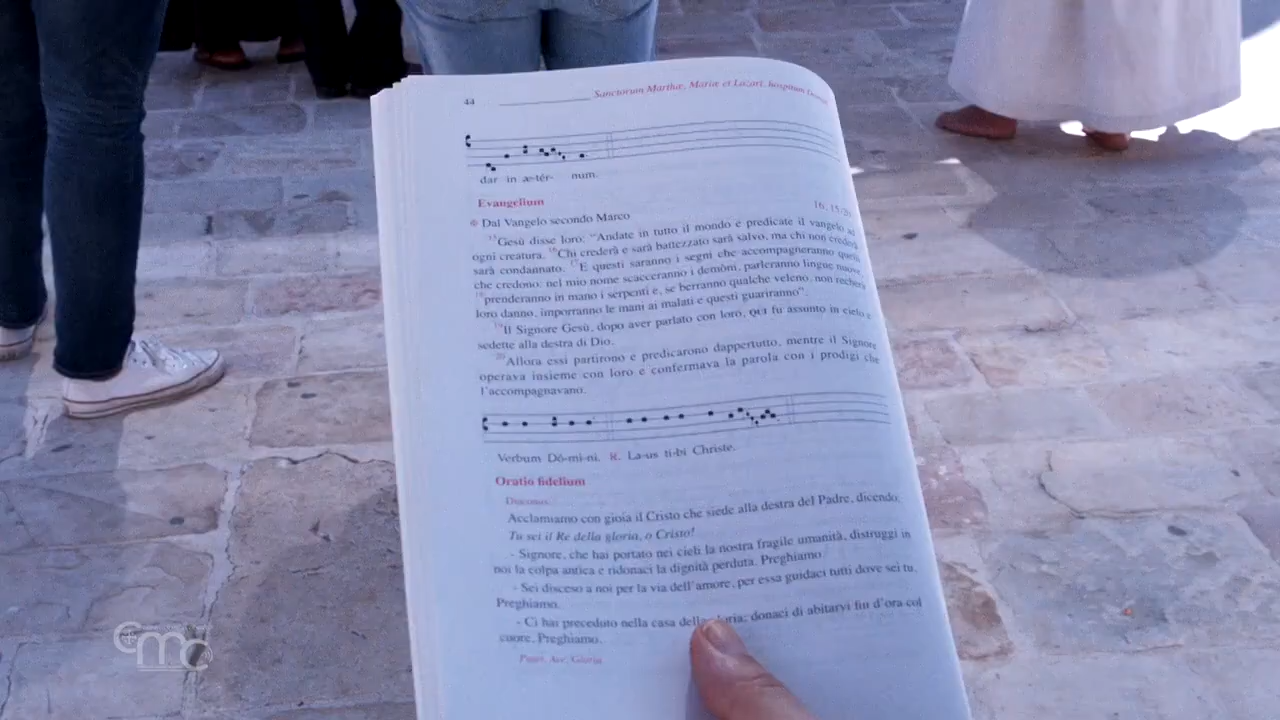 44 Sanctorum Marthæ, Mariæ et Lazari, hospitum Domini
dar in æ-tér- num.
Evangelium
Dal Vangelo secondo Marco 16, 15-20
15Gesù disse loro: "Andate in tutto il mondo e predicate il vangelo ad
ogni creatura. 16Chi crederà e sarà battezzato sarà salvo, ma chi non crederà
sarà condannato. 17E questi saranno i segni che accompagneranno quelli
che credono: nel mio nome scacceranno i demòni, parleranno lingue nuove,
18prenderanno in mano i serpenti e, se berranno qualche veleno, non recherà
loro danno, imporranno le mani ai malati e questi guariranno".
19Il Signore Gesù, dopo aver parlato con loro, QUI fu assunto in cielo e
sedette alla destra di Dio.
20Allora essi partirono e predicarono dappertutto, mentre il Signore
operava insieme con loro e confermava la parola con i prodigi che
l'accompagnavano.
Verbum Dó-mi-ni. R. La-us ti-bi Christe.
Oratio fidelium
Diaconus:
Acclamiamo con gioia il Cristo che siede alla destra del Padre, dicendo:
Tu sei il Re della gloria, o Cristo!
- Signore, che hai portato nei cieli la nostra fragile umanità, distruggi in
noi la colpa antica e ridonaci la dignità perduta. Preghiamo.
- Sei disceso a noi per la via dell'amore, per essa guidaci tutti dove sei tu.
Preghiamo.
- Ci hai preceduto nella casa della gloria: donaci di abitarvi fin d'ora col
cuore. Preghiamo.
Pater, Ave, Gloria
cmc